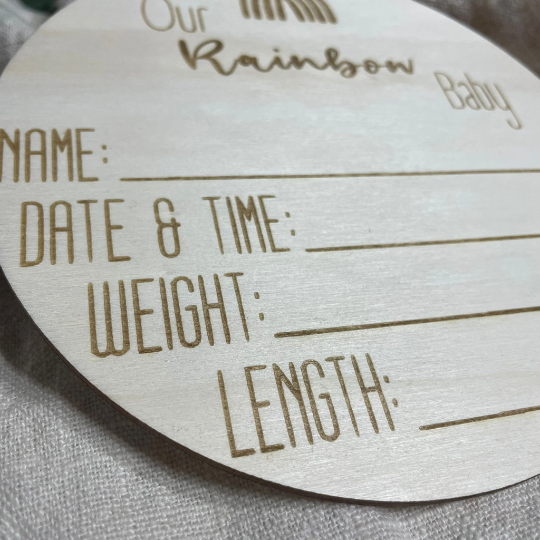 Our
Rainbow
Baby
NAME:
DATE & TIME:
WEIGHT:
LENGTH: